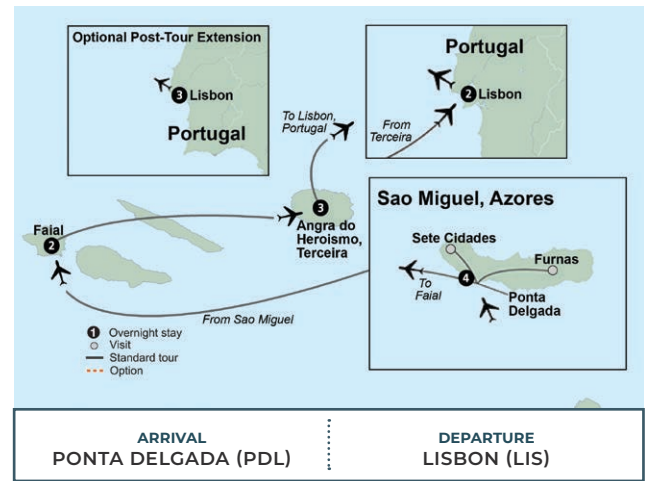 Optional Post-Tour Extension
3
Lisbon
Portugal
Portugal
2
Lisbon
From
Terceira
To Lisbon,
Portugal
3
Angra do
Heroismo,
Terceira
Faial
2
From Sao Miguel
Sao Miguel, Azores
Sete Cidades
Furnas
4
To
Faial
Ponta
Delgada
1 Overnight stay
Visit
Standard tour
Option
ARRIVAL
PONTA DELGADA (PDL)
DEPARTURE
LISBON (LIS)